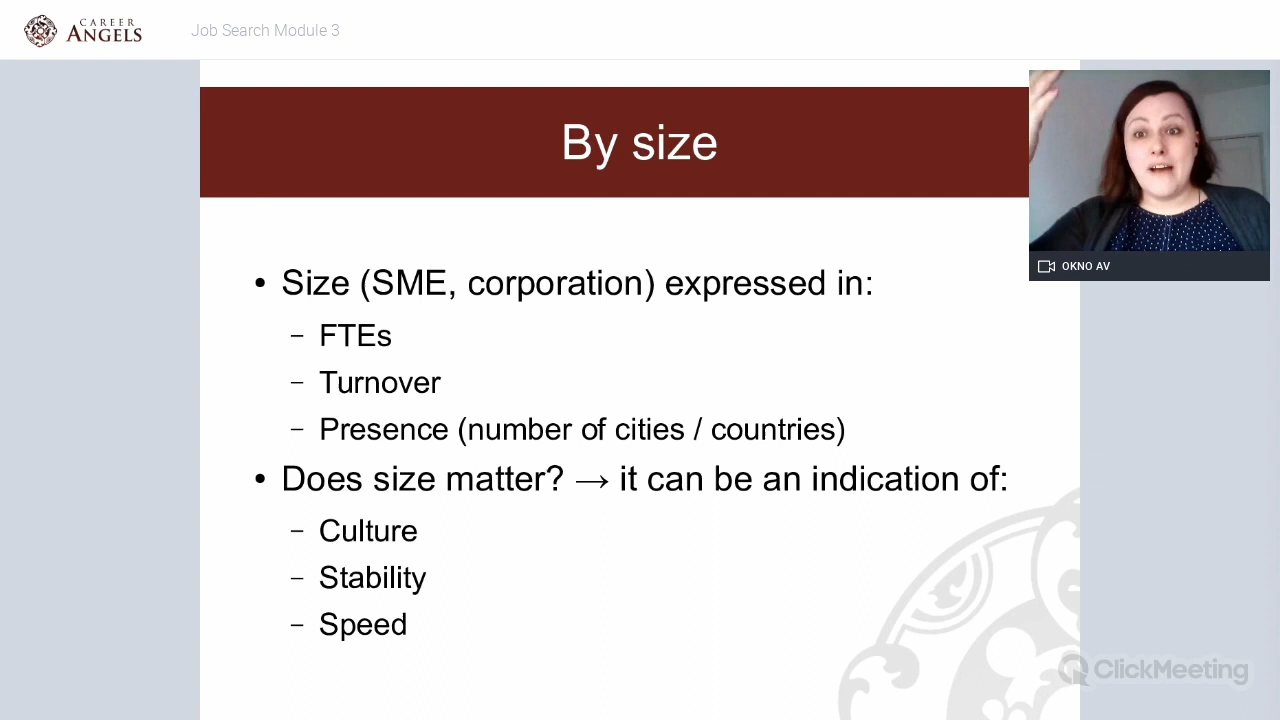 CAREER
ANGELS
Job Search Module 3
By size
OKNO AV
• Size (SME, corporation) expressed in:
– FTEs
– Turnover
– Presence (number of cities / countries)
• Does size matter? → it can be an indication of:
– Culture
– Stability
– Speed
ClickMeeting